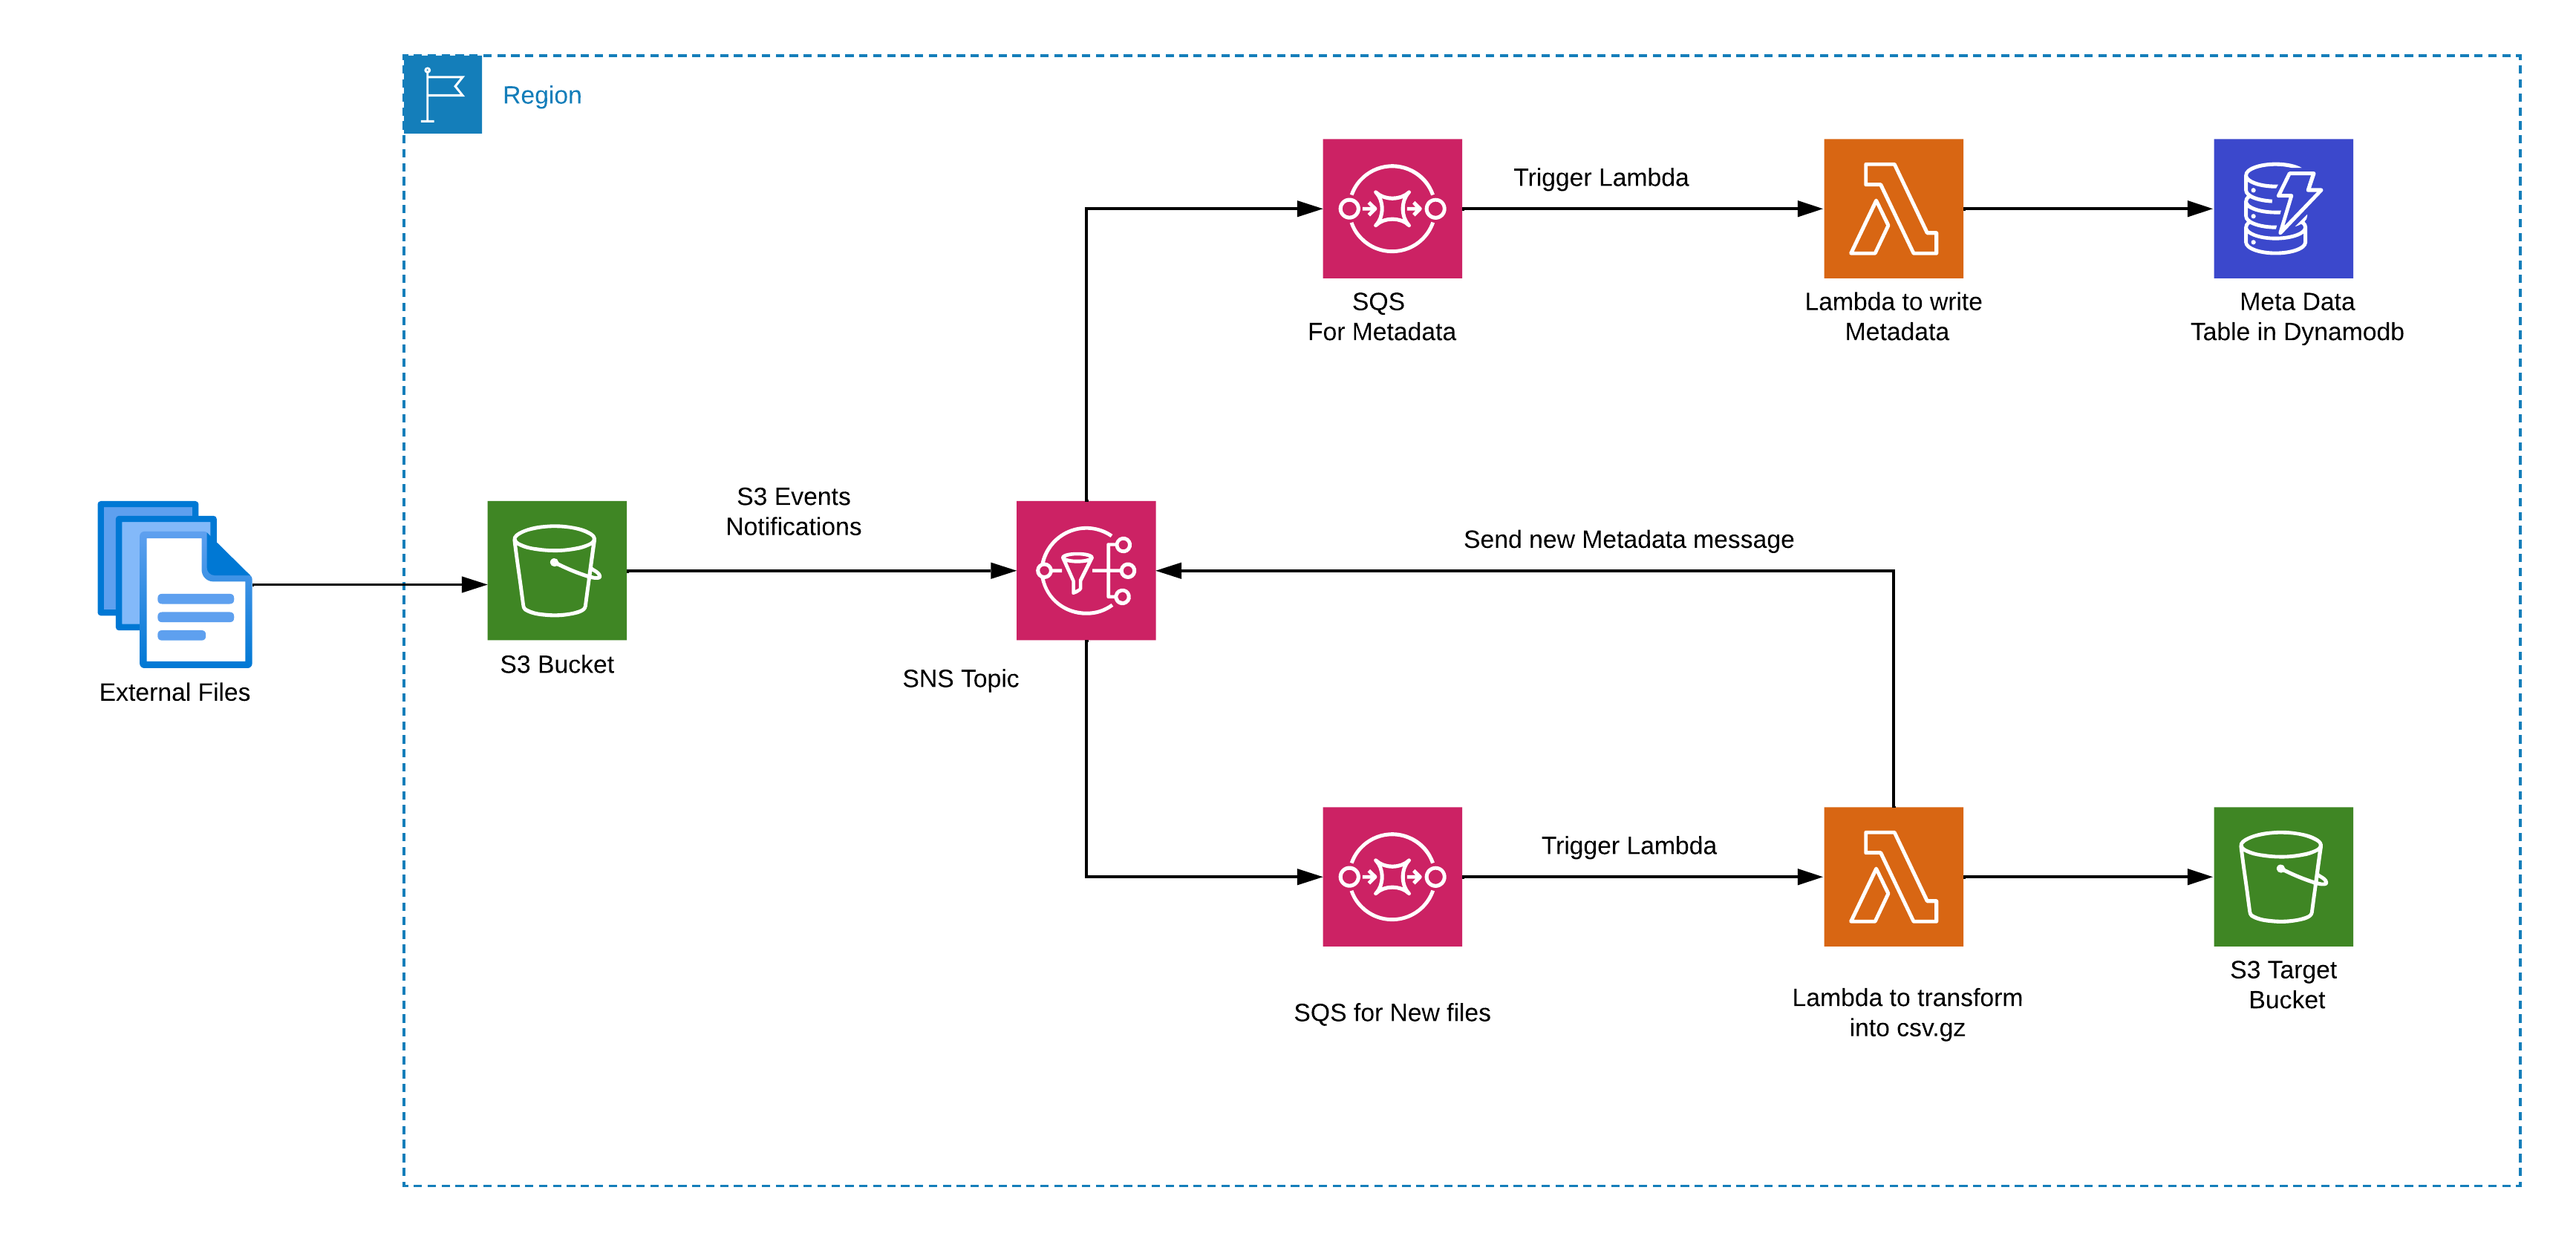 Region
Trigger Lambda
SQS
For Metadata
Lambda to write
Metadata
Meta Data
Table in Dynamodb
S3 Events
Notifications
Send new Metadata message
S3 Bucket
SNS Topic
External Files
Trigger Lambda
SQS for New files
Lambda to transform
into csv.gz
S3 Target
Bucket